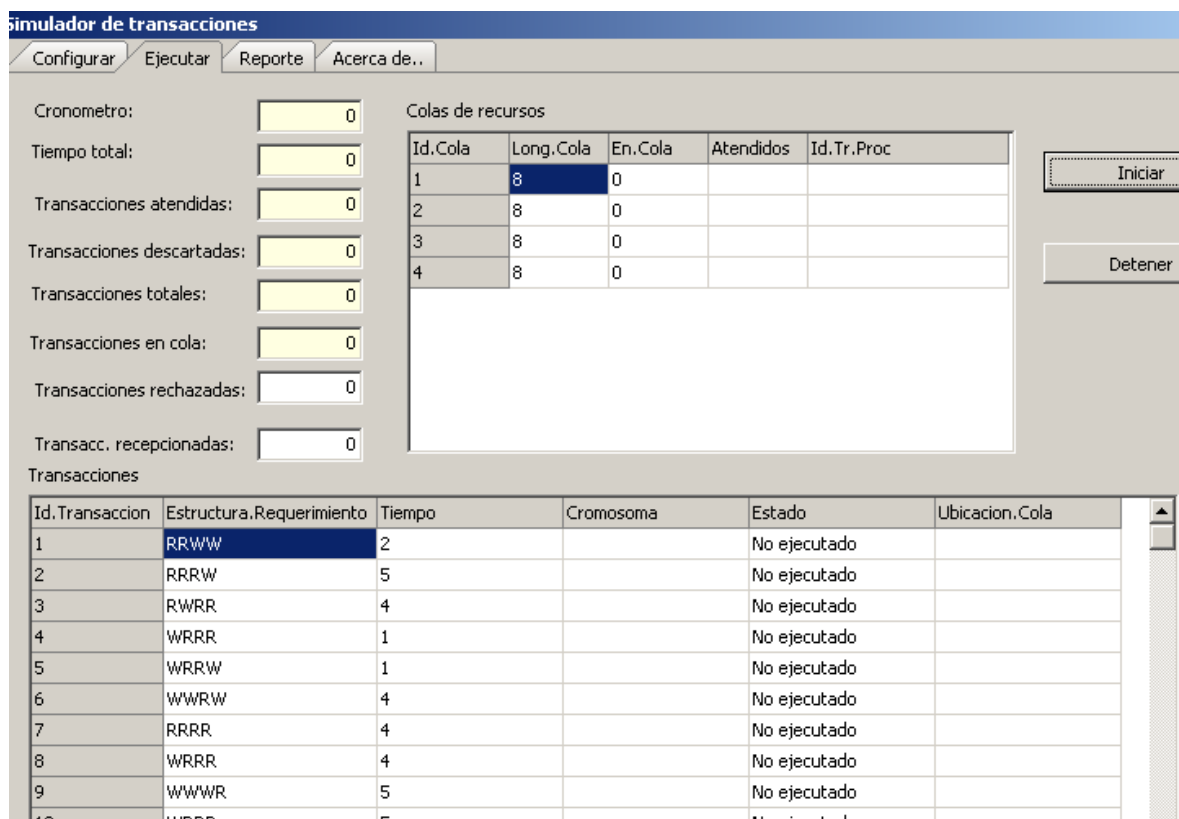 Simulador de transacciones
Configurar Ejecutar Reporte Acerca de..
Cronometro: 0
Tiempo total: 0
Transacciones atendidas: 0
Transacciones descartadas: 0
Transacciones totales: 0
Transacciones en cola: 0
Transacciones rechazadas: 0
Transacc. recepcionadas: 0
Colas de recursos
Id.Cola Long.Cola En.Cola Atendidos Id.Tr.Proc
1 8 0
2 8 0
3 8 0
4 8 0
Iniciar
Detener
Transacciones
Id.Transaccion Estructura.Requerimiento Tiempo Cromosoma Estado Ubicacion.Cola
1 RRWW 2 No ejecutado
2 RRRW 5 No ejecutado
3 RWRR 4 No ejecutado
4 WRRR 1 No ejecutado
5 WRRW 1 No ejecutado
6 WWRW 4 No ejecutado
7 RRRR 4 No ejecutado
8 WRRR 4 No ejecutado
9 WWWR 5 No ejecutado